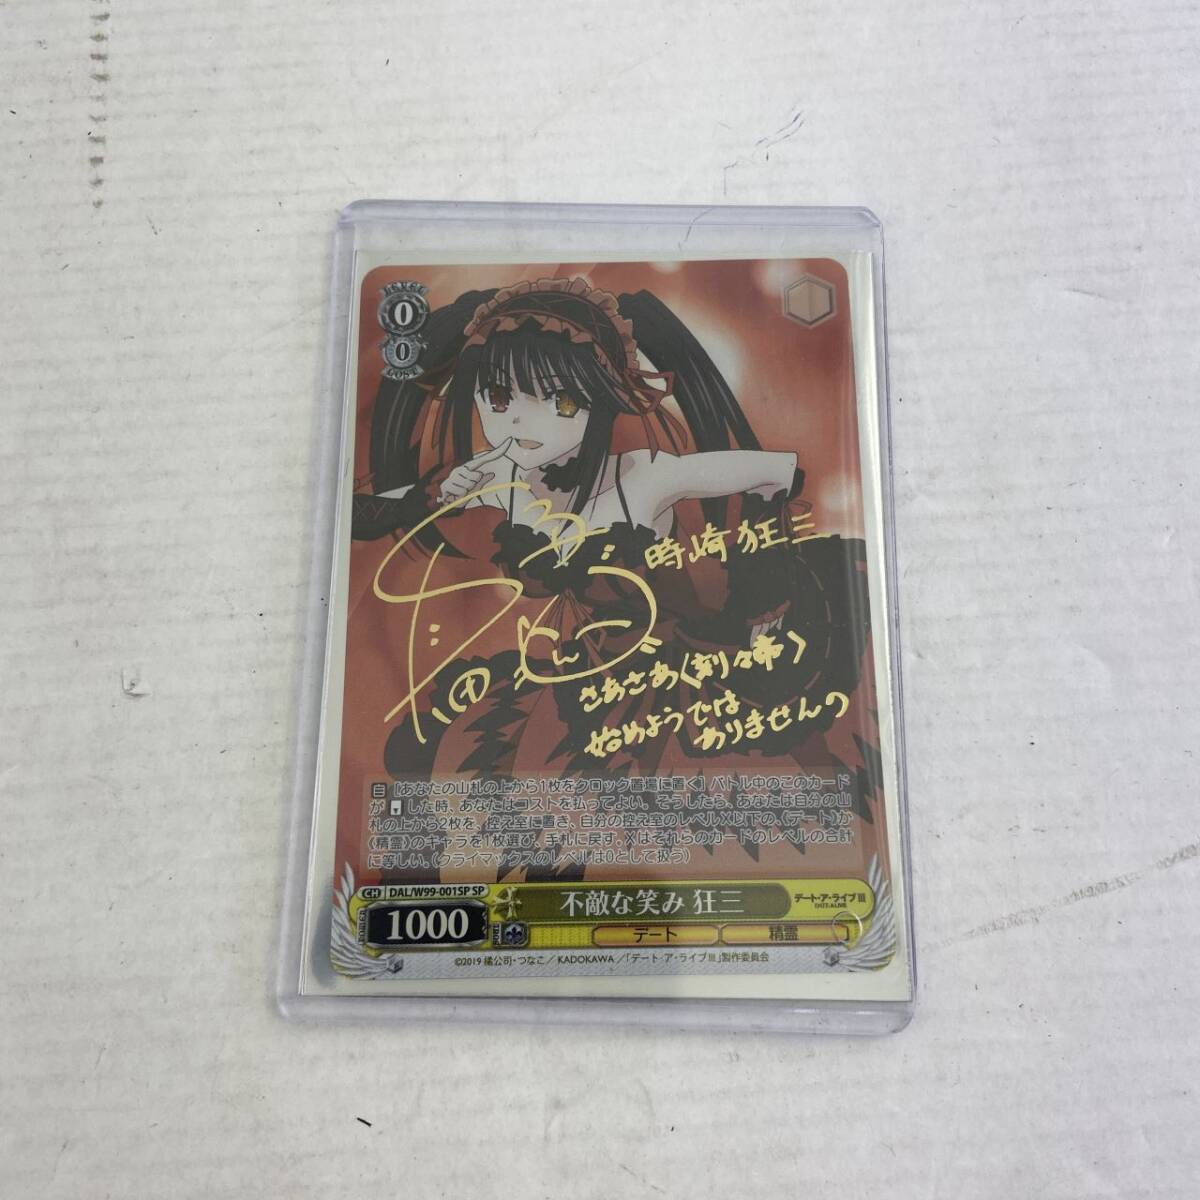 LEVEL
0
0
COST
時崎狂三
さあさあ〈刻々帝〉
始めようでは
ありませんの
自 [あなたの山札の上から1枚をクロック置場に置く] バトル中のこのカード
が した時、あなたはコストを払ってよい。そうしたら、あなたは自分の山
札の上から2枚を、控え室に置き、自分の控え室のレベルX以下の、《デート》か
《精霊》のキャラを1枚選び、手札に戻す。Xはそれらのカードのレベルの合計
に等しい。(クライマックスのレベルは0として扱う)
CH DAL/W99-001SP SP
不敵な笑み 狂三
デート・ア・ライブⅢ
DATE A LIVE
POWER 1000 SOUL
デート
精霊
©2019 橘公司・つなこ／KADOKAWA／「デート・ア・ライブⅢ」製作委員会